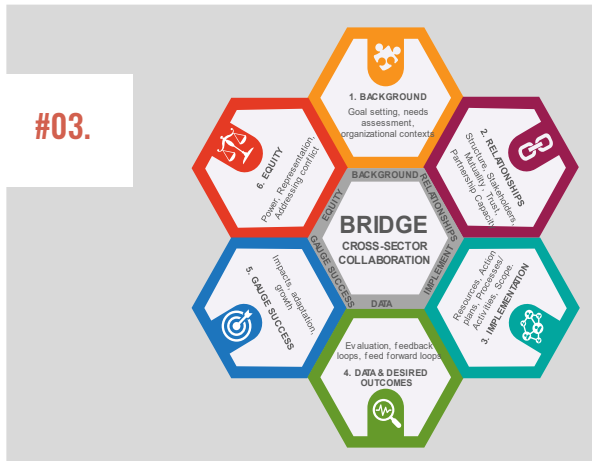 #03.
1. BACKGROUND
Goal setting, needs
assessment,
organizational contexts
2. RELATIONSHIPS
Structure, Stakeholders,
Mutuality, Trust,
Partnership Capacity
Resources, Action
plans, Processes/
Activities, Scope.
3. IMPLEMENTATION
Evaluation, feedback
loops, feed forward loops
4. DATA & DESIRED
OUTCOMES
Impacts, adaptation,
growth
5. GAUGE SUCCESS
6. EQUITY
Power, Representation,
Addressing conflict
BACKGROUND
RELATIONSHIPS
IMPLEMENT
DATA
GAUGE SUCCESS
EQUITY
BRIDGE
CROSS-SECTOR
COLLABORATION